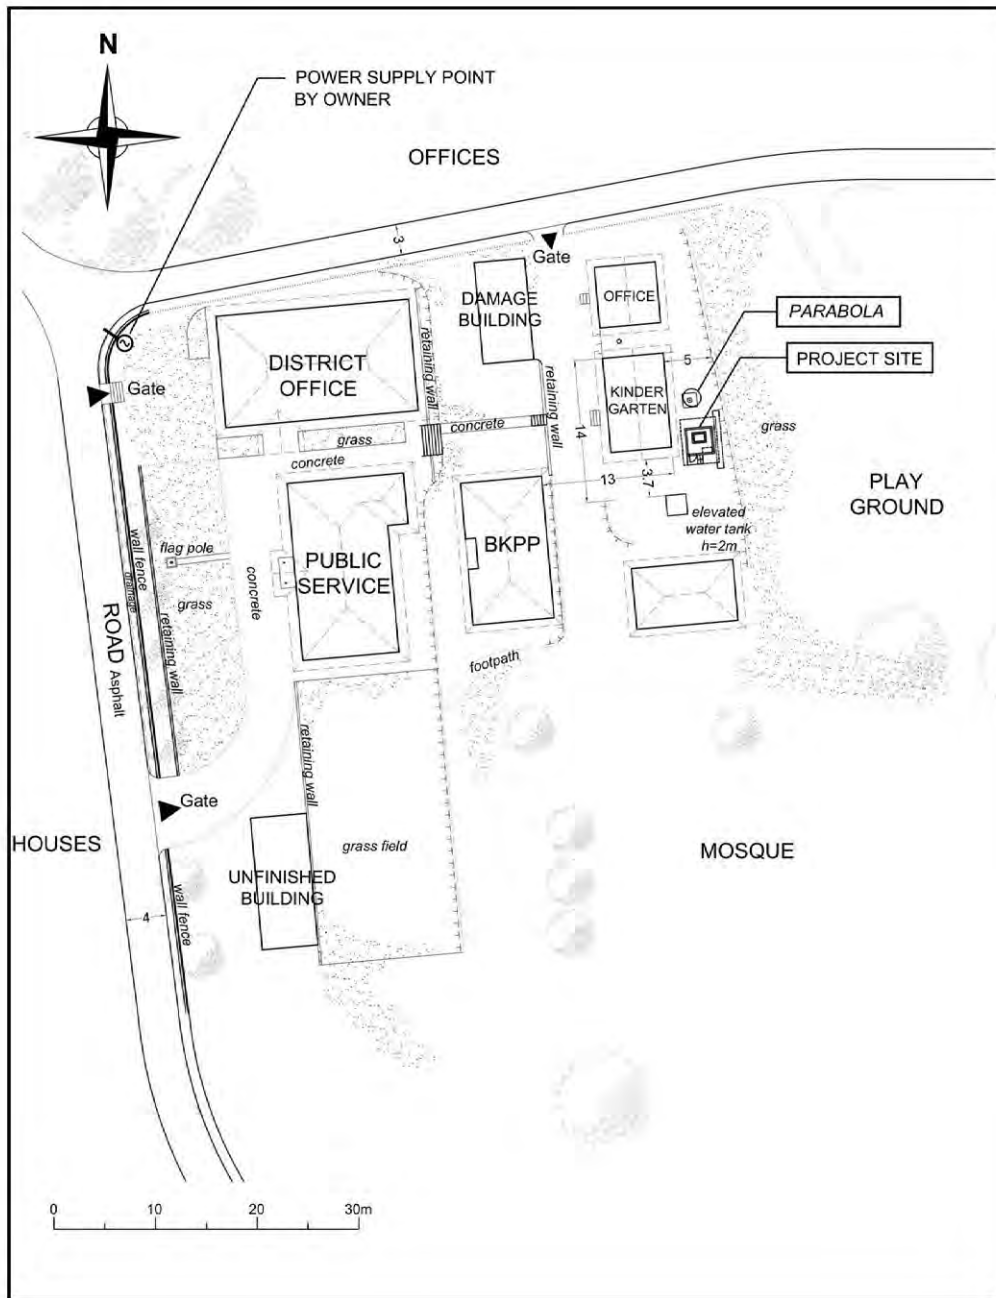 N
POWER SUPPLY POINT
BY OWNER
OFFICES
3
Gate
DAMAGE
BUILDING
OFFICE
PARABOLA
PROJECT SITE
5
DISTRICT
OFFICE
retaining wall
retaining wall
KINDER
GARTEN
Gate
grass
concrete
concrete
14
grass
PLAY
GROUND
13
3.7
elevated
water tank
h=2m
wall fence
drainage
flag pole
grass
retaining wall
concrete
PUBLIC
SERVICE
BKPP
ROAD Asphalt
footpath
retaining wall
Gate
HOUSES
grass field
MOSQUE
UNFINISHED
BUILDING
wall fence
4
0 10 20 30m